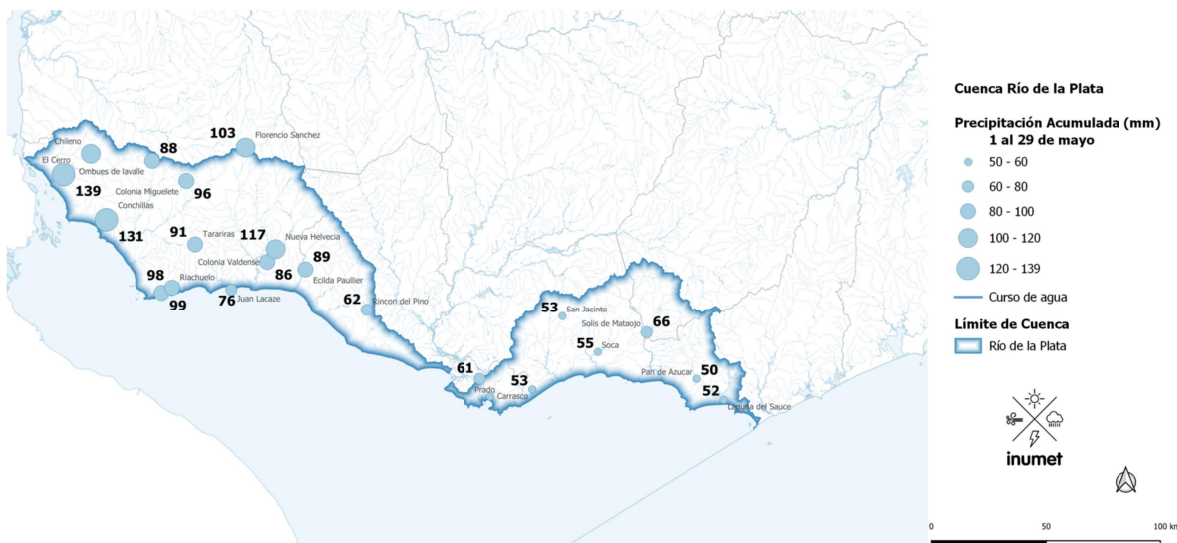 103
Florencio Sanchez
Chileno
88
El Cerro
Ombues de lavalle
139
Colonia Miguelete
96
Conchillas
131
91
Tarariras
117
Nueva Helvecia
Colonia Valdense
86
89
Ecilda Paullier
98
Riachuelo
99
76
Juan Lacaze
62
Rincon del Pino
53
San Jacinto
Solis de Mataojo
66
55
Soca
61
Prado
53
Carrasco
Pan de Azucar
50
52
Laguna del Sauce
Cuenca Río de la Plata
Precipitación Acumulada (mm)
1 al 29 de mayo
50 - 60
60 - 80
80 - 100
100 - 120
120 - 139
Curso de agua
Límite de Cuenca
Río de la Plata
inumet
0 50 100 km